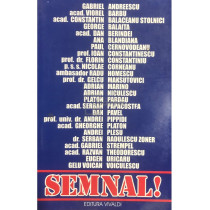 GABRIEL ANDREESCU
acad. VIOREL BARBU
acad. CONSTANTIN BALACEANU STOLNICI
GEORGE BALAITA
acad. DAN BERINDEI
ANA BLANDIANA
PAUL CERNOVODEANU
prof. IOAN CONSTANTINESCU
prof. dr. FLORIN CONSTANTINIU
p. s. s. NICOLAE CORNEANU
ambasador RADU HOMESCU
prof. dr. GELCU MAKSUTOVICI
ADRIAN MARINO
ADRIAN NICULESCU
PLATON PARDAU
acad. SERBAN PAPACOSTEA
DAN PAVEL
prof. univ. dr. ANDREI PIPPIDI
acad. GHEORGHE PLATON
ANDREI PLESU
dr. SERBAN RADULESCU ZONER
acad. GABRIEL STREMPEL
acad. RAZVAN THEODORESCU
EUGEN URICARU
GELU VOICAN VOICULESCU
SEMNAL!
EDITURA VIVALDI